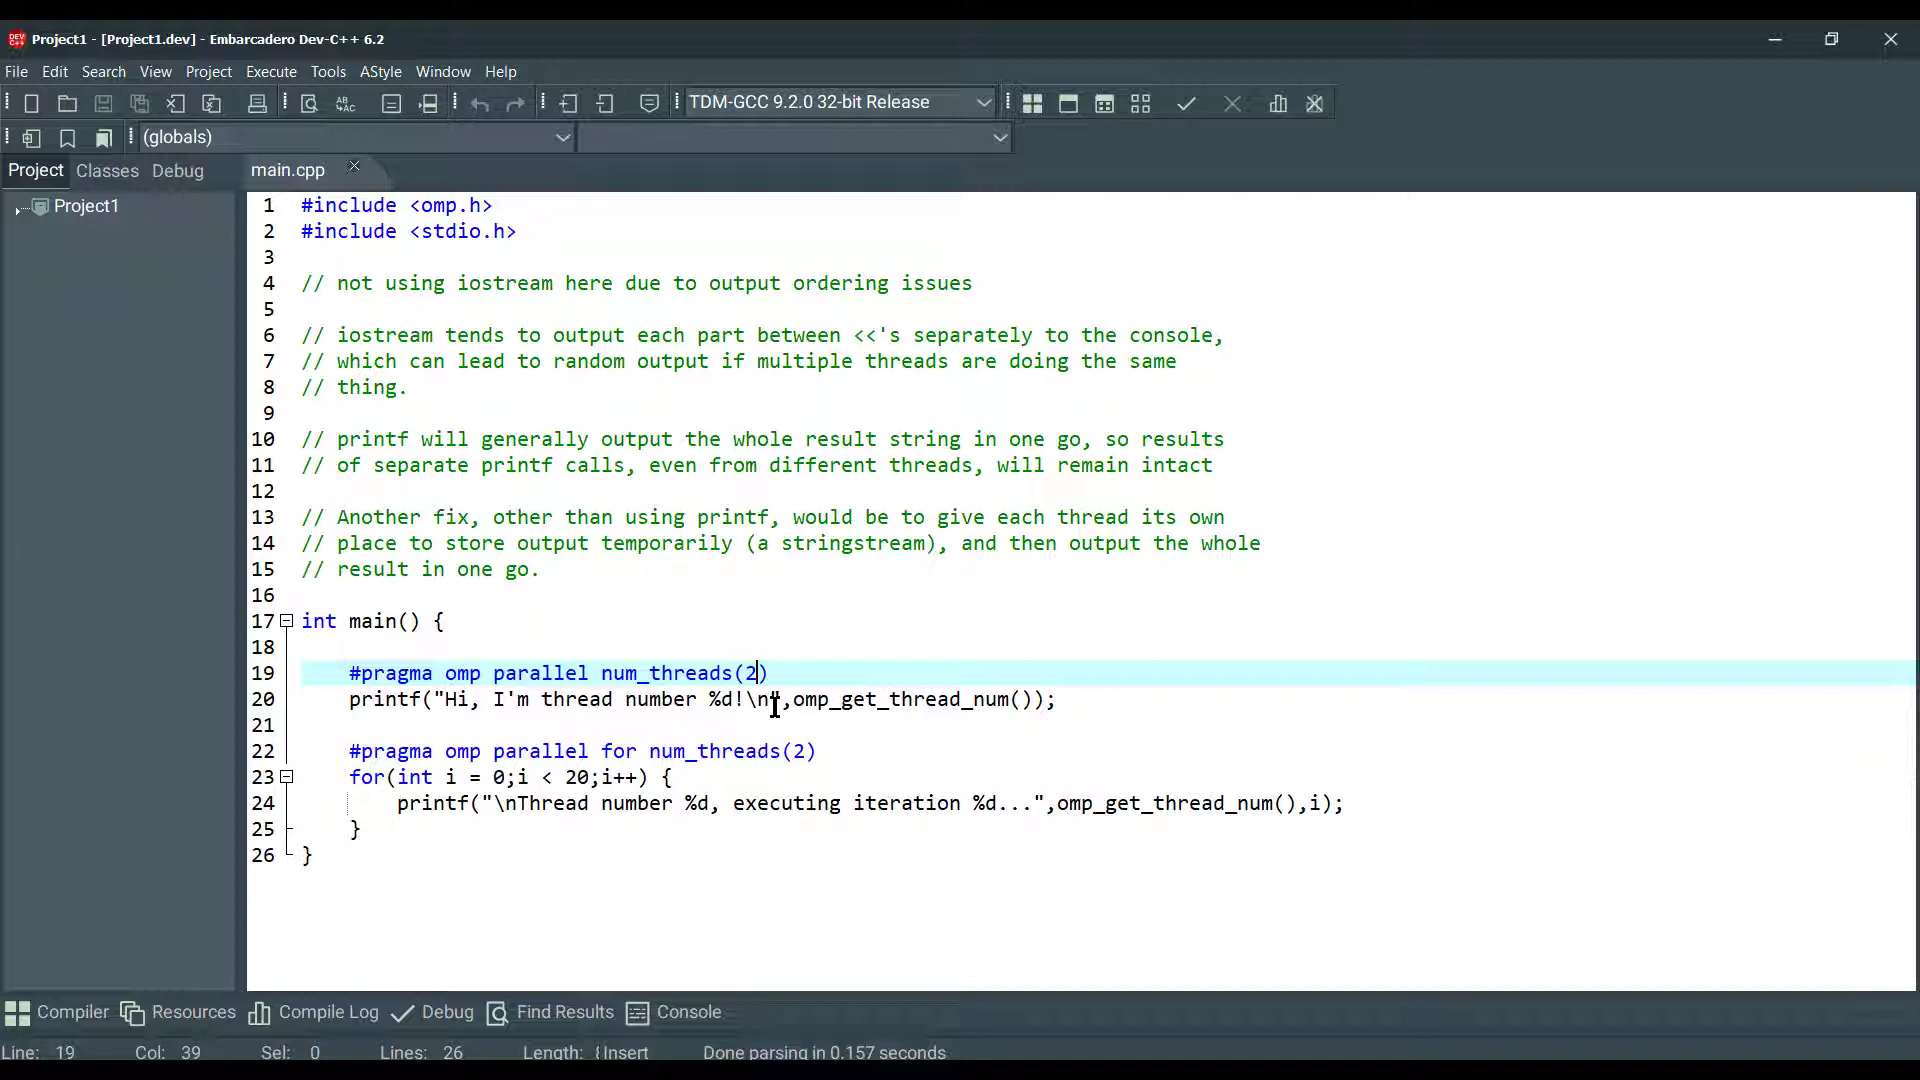 Project1 - [Project1.dev] - Embarcadero Dev-C++ 6.2
File Edit Search View Project Execute Tools AStyle Window Help
TDM-GCC 9.2.0 32-bit Release
(globals)
Project Classes Debug main.cpp
Project1
1 #include <omp.h>
2 #include <stdio.h>
3
4 // not using iostream here due to output ordering issues
5
6 // iostream tends to output each part between <<'s separately to the console,
7 // which can lead to random output if multiple threads are doing the same
8 // thing.
9
10 // printf will generally output the whole result string in one go, so results
11 // of separate printf calls, even from different threads, will remain intact
12
13 // Another fix, other than using printf, would be to give each thread its own
14 // place to store output temporarily (a stringstream), and then output the whole
15 // result in one go.
16
17 int main() {
18
19 #pragma omp parallel num_threads(2)
20 printf("Hi, I'm thread number %d!\n",omp_get_thread_num());
21
22 #pragma omp parallel for num_threads(2)
23 for(int i = 0;i < 20;i++) {
24 printf("\nThread number %d, executing iteration %d...",omp_get_thread_num(),i);
25 }
26 }
Compiler Resources Compile Log Debug Find Results Console
Line: 19 Col: 39 Sel: 0 Lines: 26 Length: Insert Done parsing in 0.157 seconds